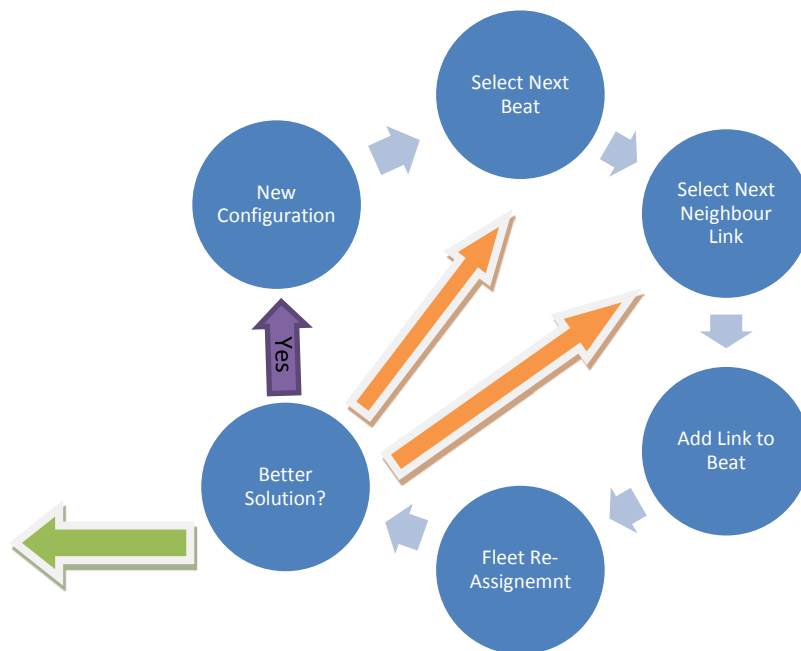 Select Next
Beat
New
Configuration
Select Next
Neighbour
Link
Yes
Add Link to
Beat
Better
Solution?
Fleet Re-
Assignemnt